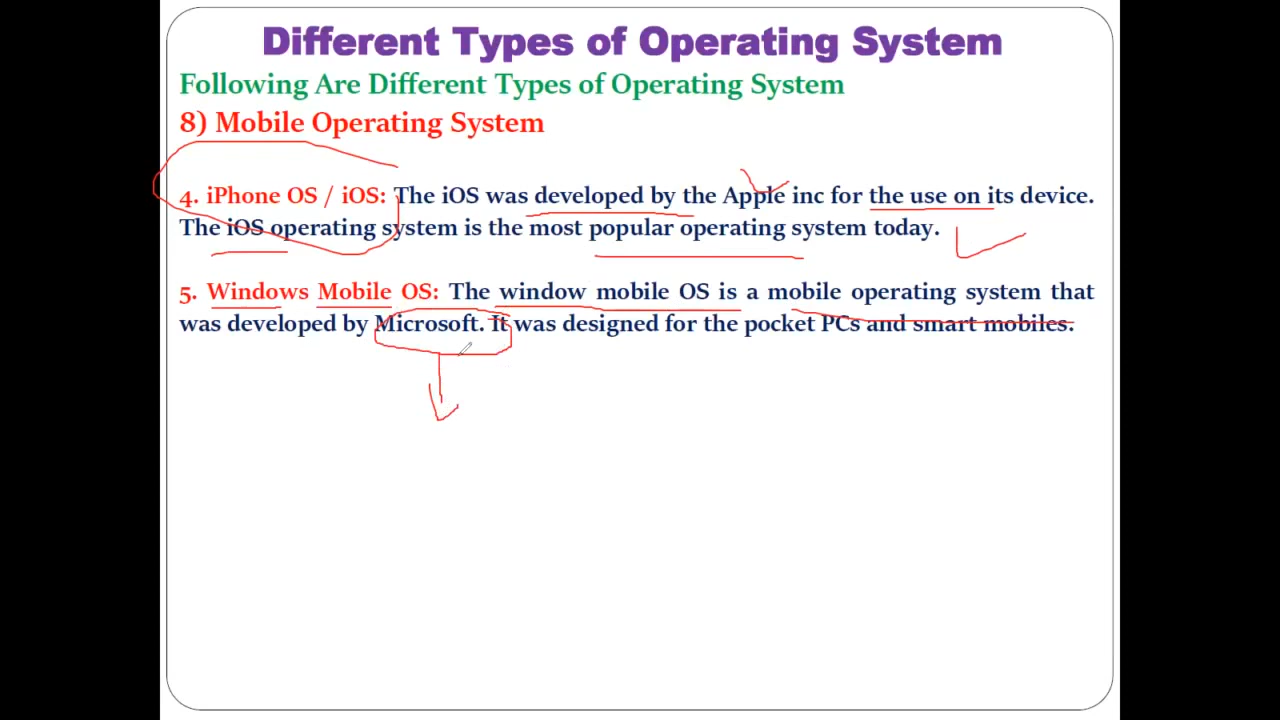 Different Types of Operating System
Following Are Different Types of Operating System
8) Mobile Operating System
4. iPhone OS / iOS: The iOS was developed by the Apple inc for the use on its device.
The iOS operating system is the most popular operating system today.
5. Windows Mobile OS: The window mobile OS is a mobile operating system that
was developed by Microsoft. It was designed for the pocket PCs and smart mobiles.